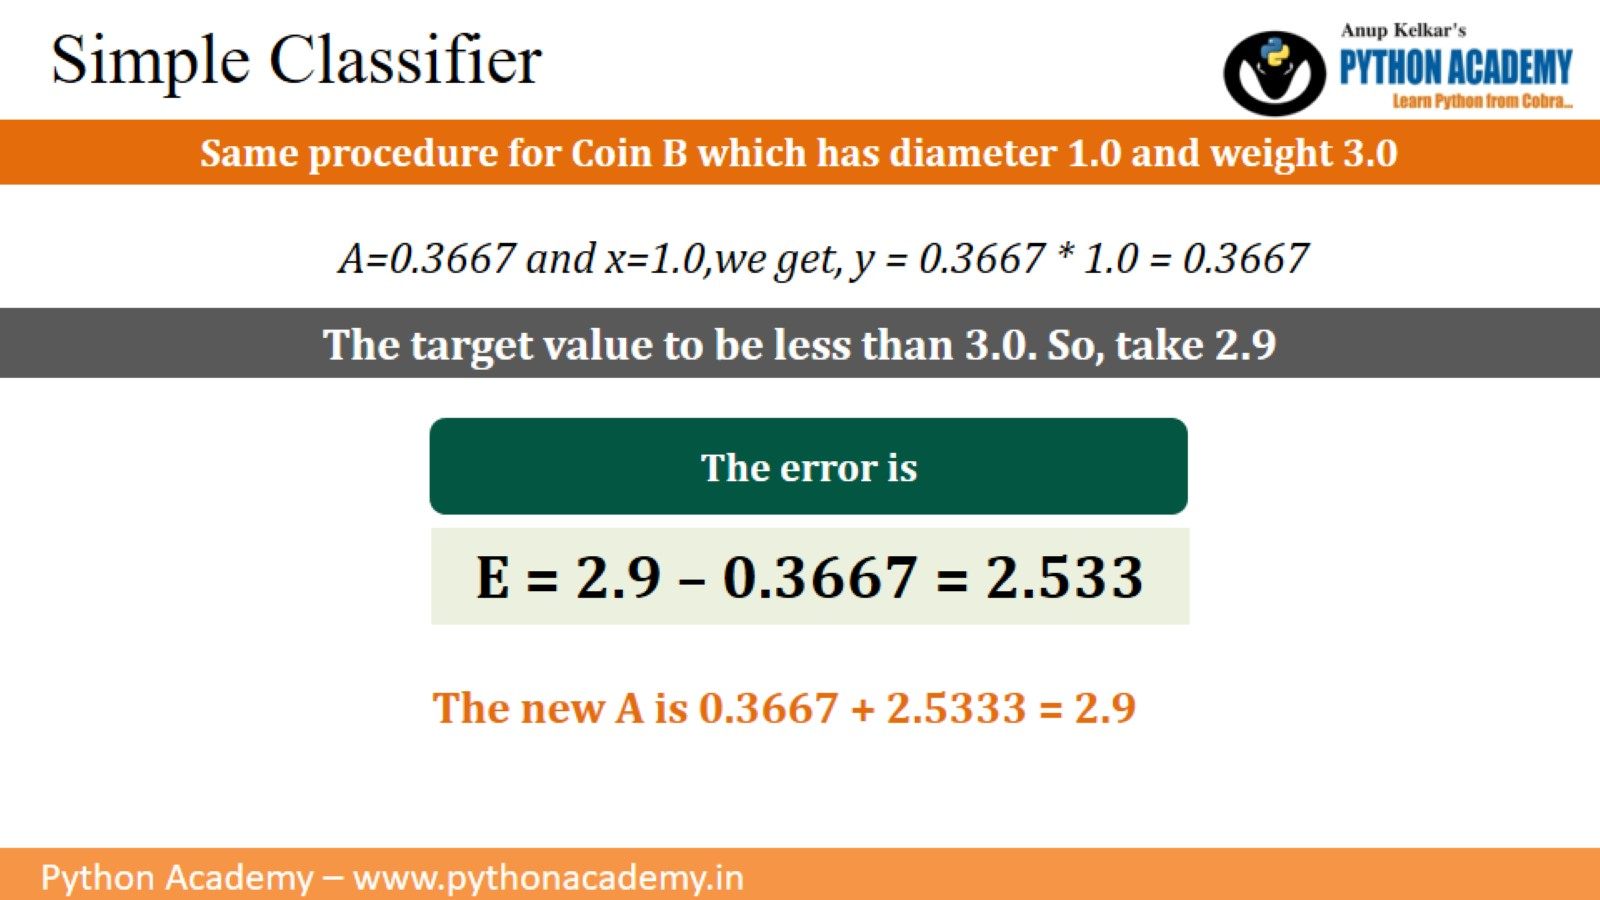 Simple Classifier
Anup Kelkar's
PYTHON ACADEMY
Learn Python from Cobra...
Same procedure for Coin B which has diameter 1.0 and weight 3.0
A=0.3667 and x=1.0,we get, y = 0.3667 * 1.0 = 0.3667
The target value to be less than 3.0. So, take 2.9
The error is
E = 2.9 – 0.3667 = 2.533
The new A is 0.3667 + 2.5333 = 2.9
Python Academy – www.pythonacademy.in